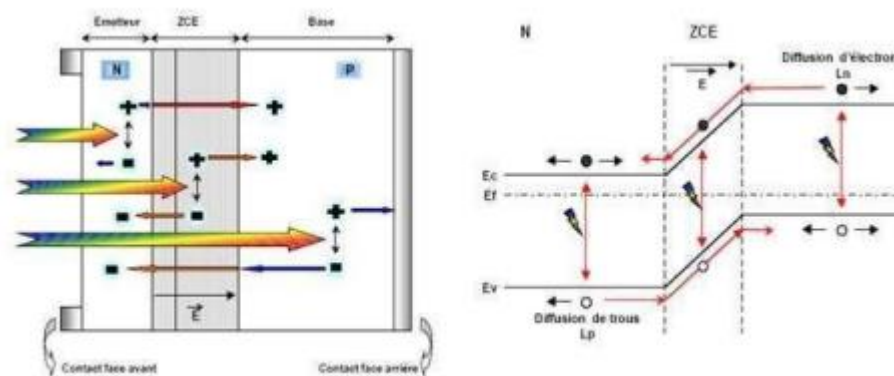 Emetteur ZCE Base
N P
E
Contact face avant Contact face arrière
N ZCE
E
Diffusion d'électron
Ln
Ec
Ef
Ev
Diffusion de trous
Lp